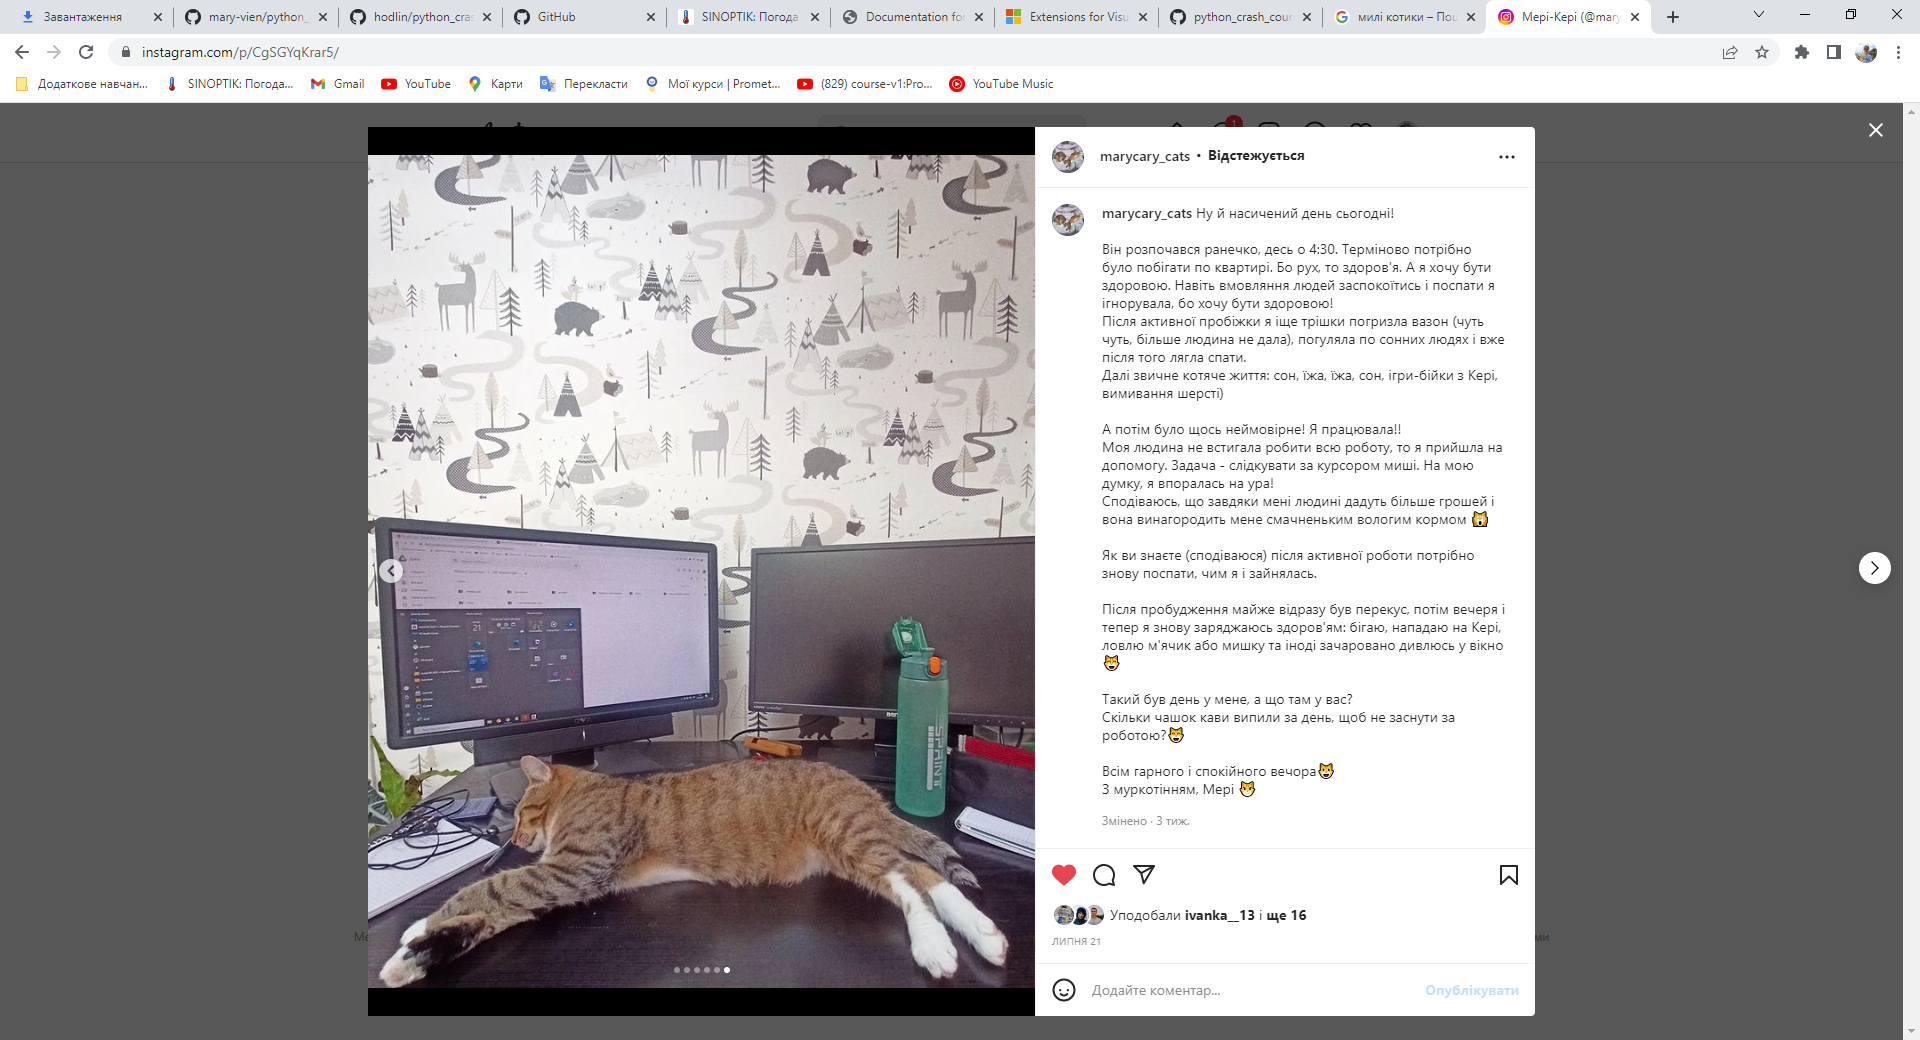 Завантаження
mary-vien/python_
hodlin/python_cras
GitHub
SINOPTIK: Погода
Documentation for
Extensions for Visu
python_crash_cour
милі котики – Пош
Мері-Кері (@mary
instagram.com/p/CgSGYqKrar5/
Додаткове навчан...
SINOPTIK: Погода...
Gmail
YouTube
Карти
Перекласти
Мої курси | Promet...
(829) course-v1:Pro...
YouTube Music
1
marycary_cats • Відстежується
marycary_cats Ну й насичений день сьогодні!
Він розпочався ранечко, десь о 4:30. Терміново потрібно
було побігати по квартирі. Бо рух, то здоров'я. А я хочу бути
здоровою. Навіть вмовляння людей заспокоїтись і поспати я
ігнорувала, бо хочу бути здоровою!
Після активної пробіжки я іще трішки погризла вазон (чуть
чуть, більше людина не дала), погуляла по сонних людях і вже
після того лягла спати.
Далі звичне котяче життя: сон, їжа, їжа, сон, ігри-бійки з Кері,
вимивання шерсті)
А потім було щось неймовірне! Я працювала!!
Моя людина не встигала робити всю роботу, то я прийшла на
допомогу. Задача - слідкувати за курсором миші. На мою
думку, я впоралась на ура!
Сподіваюсь, що завдяки мені людині дадуть більше грошей і
вона винагородить мене смачненьким вологим кормом 🙀
Як ви знаєте (сподіваюся) після активної роботи потрібно
знову поспати, чим я і зайнялась.
Після пробудження майже відразу був перекус, потім вечеря і
тепер я знову заряджаюсь здоров'ям: бігаю, нападаю на Кері,
ловлю м'ячик або мишку та іноді зачаровано дивлюсь у вікно
😸
Такий був день у мене, а що там у вас?
Скільки чашок кави випили за день, щоб не заснути за
роботою?😸
Всім гарного і спокійного вечора😺
З муркотінням, Мері 😼
Змінено · 3 тиж.
Уподобали ivanka__13 і ще 16
ЛИПНЯ 21
Додайте коментар...
Опублікувати
21
SPRINT